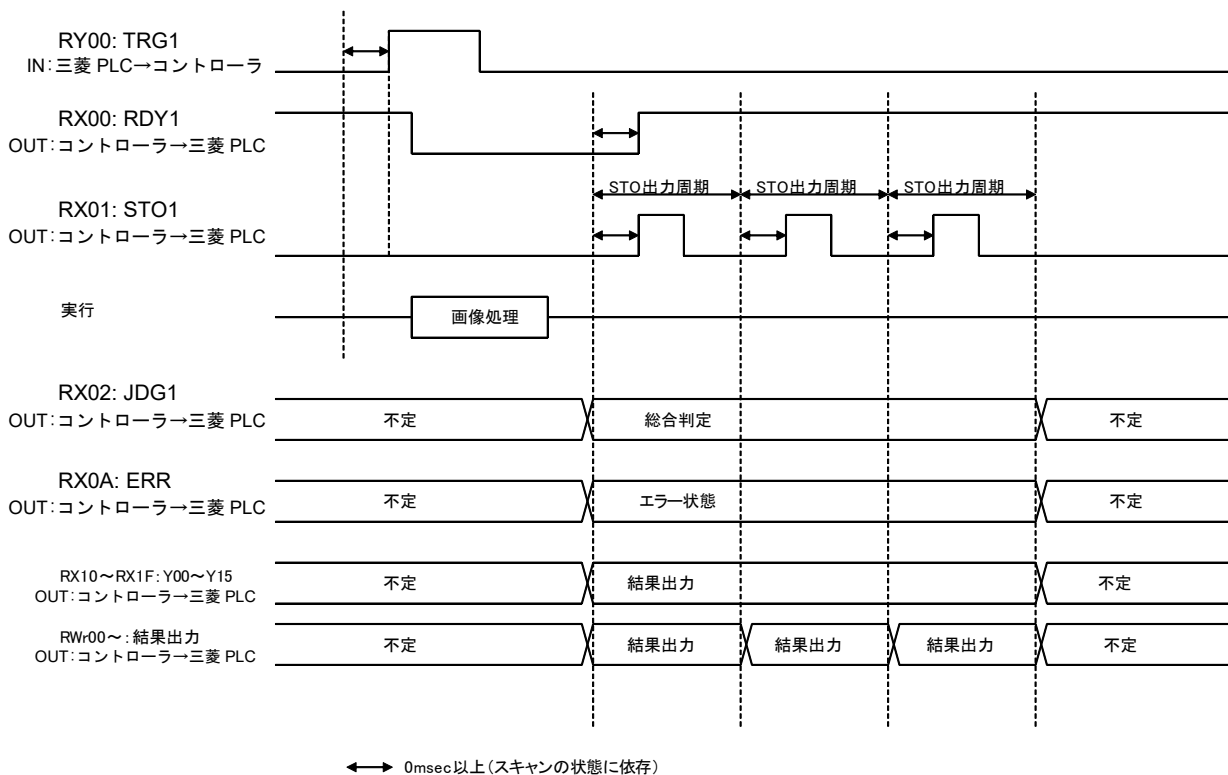 RY00: TRG1
IN:三菱 PLC→コントローラ
RX00: RDY1
OUT:コントローラ→三菱 PLC
STO出力周期 STO出力周期 STO出力周期
RX01: STO1
OUT:コントローラ→三菱 PLC
実行 画像処理
RX02: JDG1
OUT:コントローラ→三菱 PLC 不定 総合判定 不定
RX0A: ERR
OUT:コントローラ→三菱 PLC 不定 エラー状態 不定
RX10～RX1F:Y00～Y15
OUT:コントローラ→三菱 PLC 不定 結果出力 不定
RWr00～:結果出力
OUT:コントローラ→三菱 PLC 不定 結果出力 結果出力 結果出力 不定
0msec以上(スキャンの状態に依存)